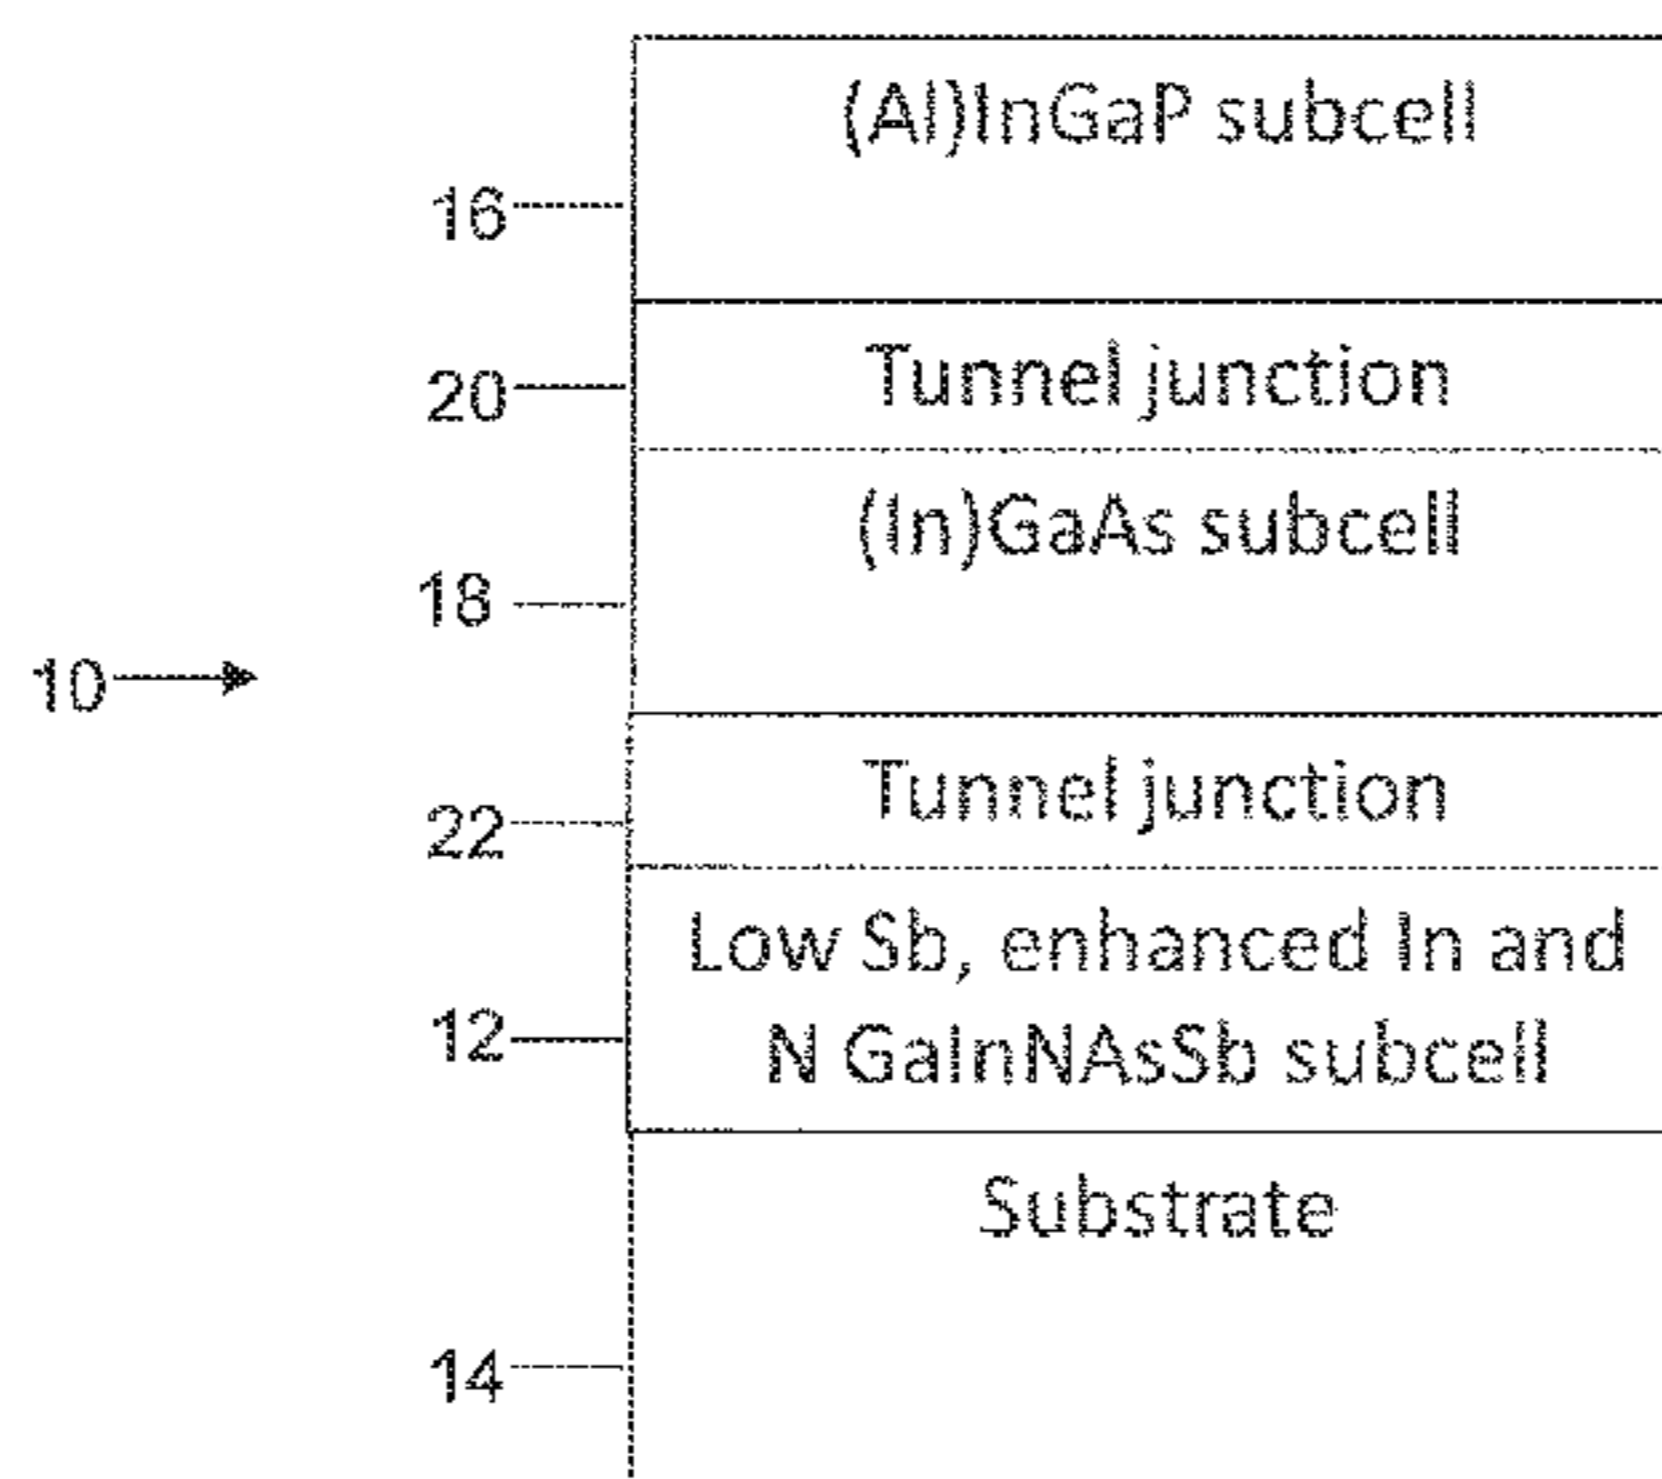 (Al)InGaP subcell
16
Tunnel junction
20
(In)GaAs subcell
18
10
Tunnel junction
22
Low Sb, enhanced In and
N GaInNAsSb subcell
12
Substrate
14